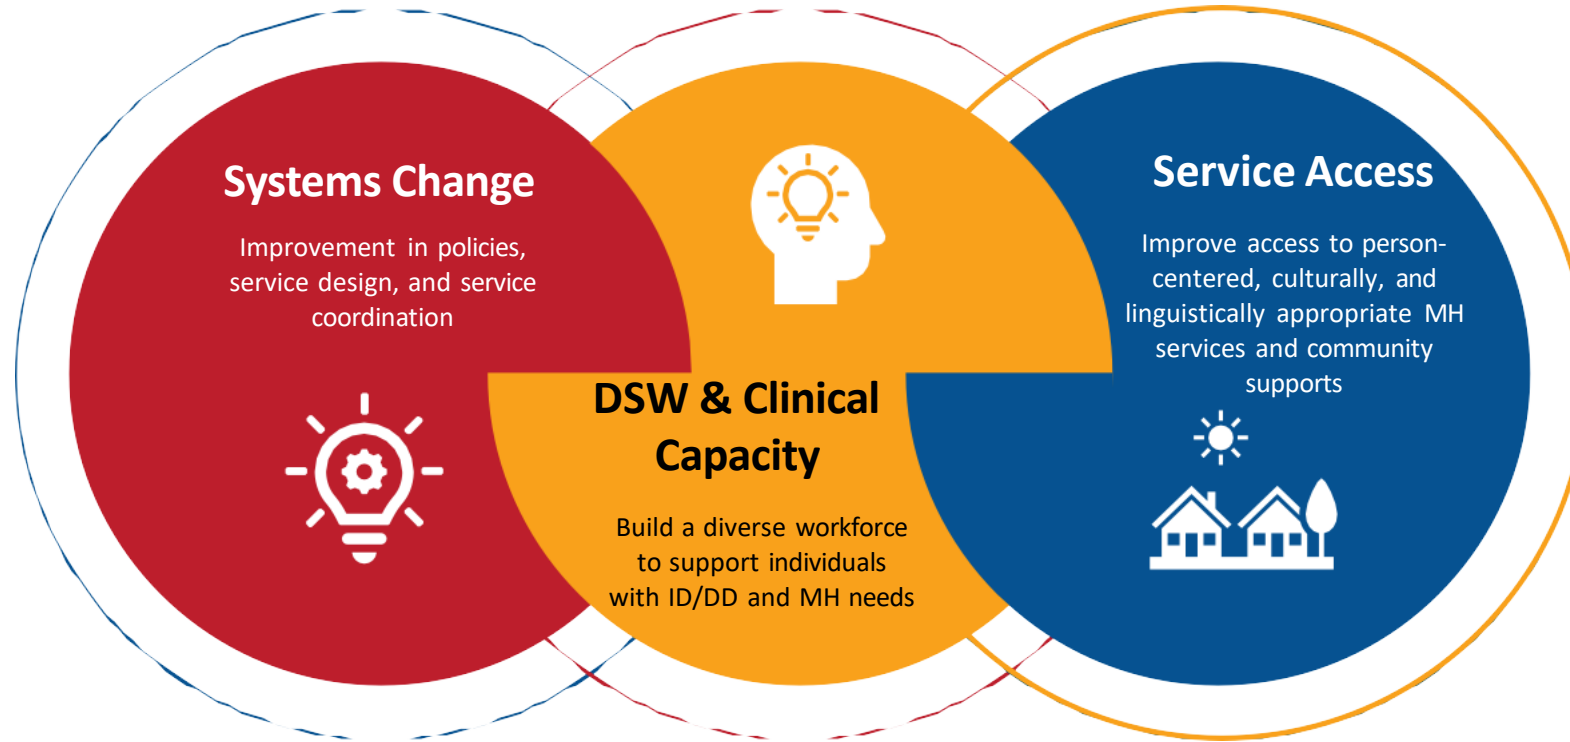 Systems Change
Improvement in policies,
service design, and service
coordination
DSW & Clinical
Capacity
Build a diverse workforce
to support individuals
with ID/DD and MH needs
Service Access
Improve access to person-
centered, culturally, and
linguistically appropriate MH
services and community
supports